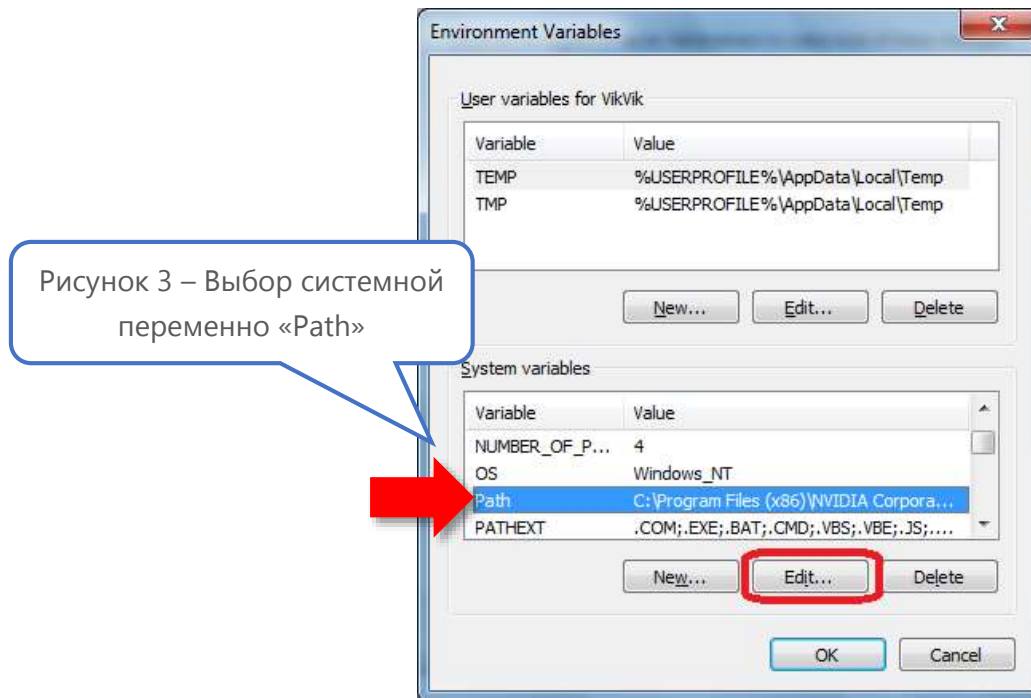 Environment Variables
User variables for VikVik
Variable Value
TEMP %USERPROFILE%\AppData\Local\Temp
TMP %USERPROFILE%\AppData\Local\Temp
New... Edit... Delete
Рисунок 3 – Выбор системной
переменно «Path»
System variables
Variable Value
NUMBER_OF_P... 4
OS Windows_NT
Path C:\Program Files (x86)\NVIDIA Corpora...
PATHEXT .COM;.EXE;.BAT;.CMD;.VBS;.VBE;.JS;....
New... Edit... Delete
OK Cancel